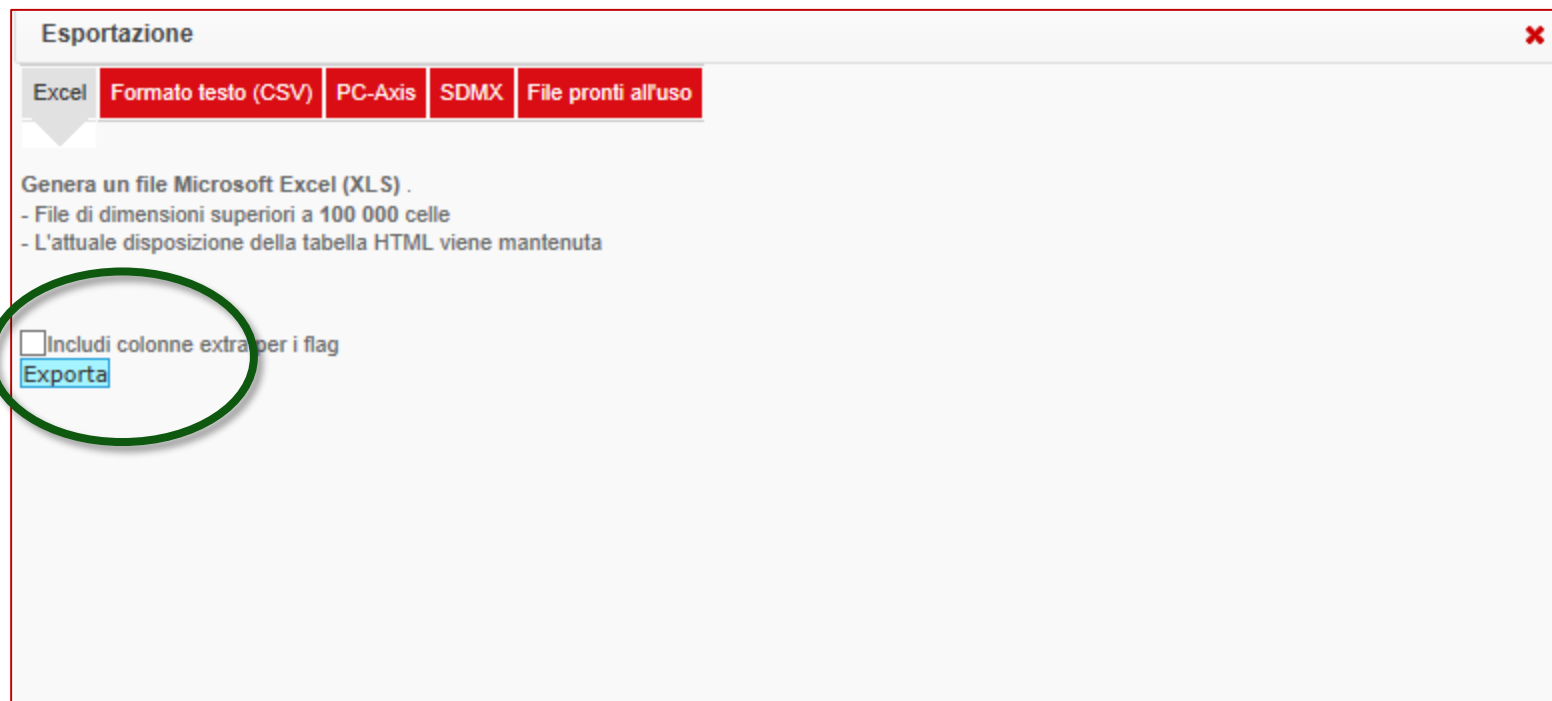 Esportazione
Excel Formato testo (CSV) PC-Axis SDMX File pronti all'uso
Genera un file Microsoft Excel (XLS) .
- File di dimensioni superiori a 100 000 celle
- L'attuale disposizione della tabella HTML viene mantenuta
Includi colonne extra per i flag
Exporta